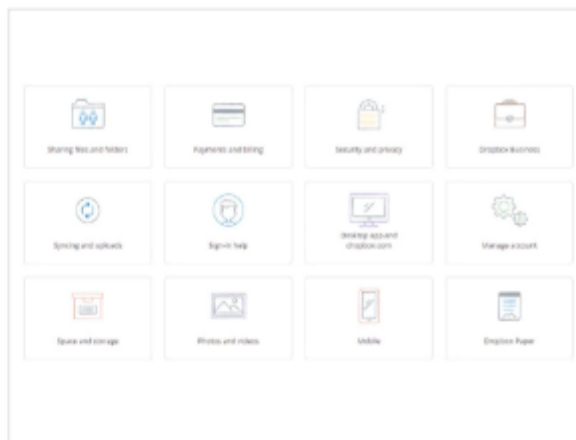 Sharing files and folders
Payments and billing
Security and privacy
Dropbox Business
Syncing and uploads
Sign-in help
Desktop app and
dropbox.com
Manage account
Space and storage
Photos and videos
Mobile
Dropbox Paper